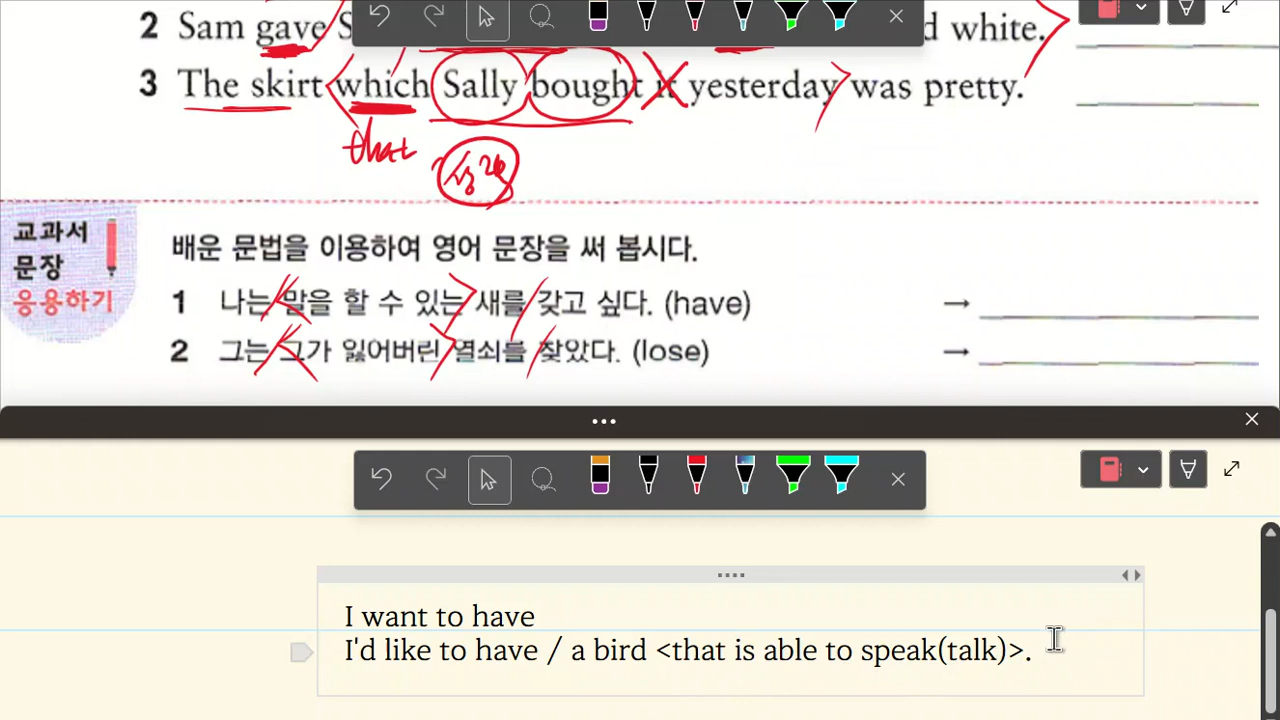 2 Sam gave S d white.
3 The skirt which Sally bought it yesterday was pretty.
that
교과서
문장
응용하기
배운 문법을 이용하여 영어 문장을 써 봅시다.
1 나는 말을 할 수 있는 새를 갖고 싶다. (have) →
2 그는 그가 잃어버린 열쇠를 찾았다. (lose) →
I want to have
I'd like to have / a bird <that is able to speak(talk)>.